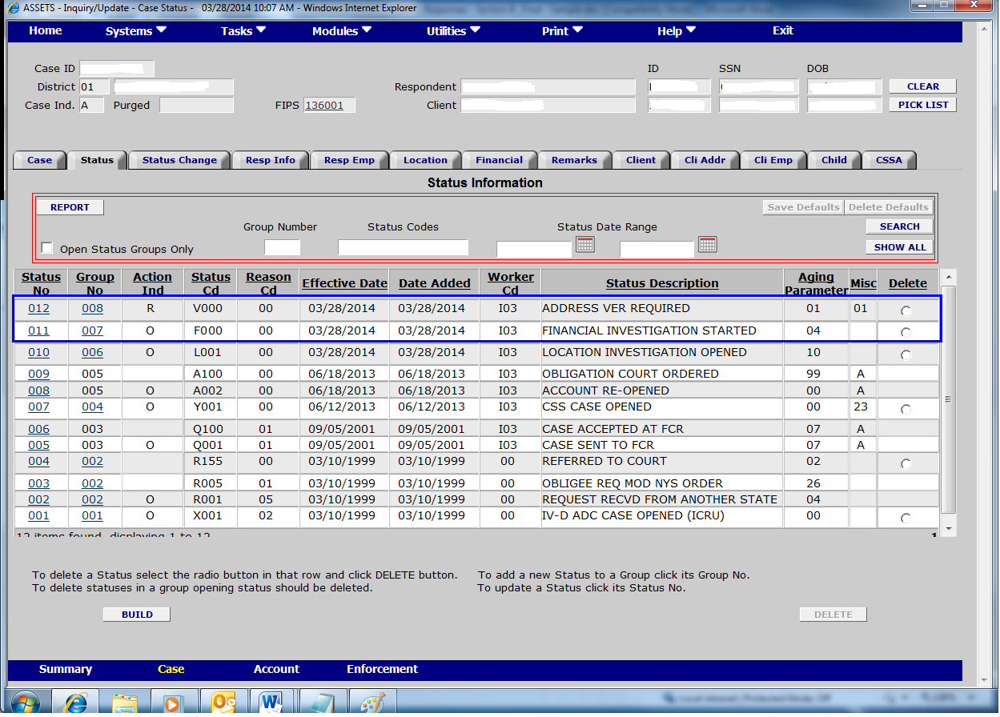 ASSETS - Inquiry/Update - Case Status - 03/28/2014 10:07 AM - Windows Internet Explorer
Home Systems Tasks Modules Utilities Print Help Exit
Case ID ID SSN DOB
District 01 Respondent CLEAR
Case Ind. A Purged FIPS 136001 Client PICK LIST
Case Status Status Change Resp Info Resp Emp Location Financial Remarks Client Cli Addr Cli Emp Child CSSA
Status Information
REPORT Save Defaults Delete Defaults
Group Number Status Codes Status Date Range SEARCH
Open Status Groups Only SHOW ALL
Status No Group No Action Ind Status Cd Reason Cd Effective Date Date Added Worker Cd Status Description Aging Parameter Misc Delete
012 008 R V000 00 03/28/2014 03/28/2014 I03 ADDRESS VER REQUIRED 01 01
011 007 O F000 00 03/28/2014 03/28/2014 I03 FINANCIAL INVESTIGATION STARTED 04
010 006 O L001 00 03/28/2014 03/28/2014 I03 LOCATION INVESTIGATION OPENED 10
009 005 A100 00 06/18/2013 06/18/2013 I03 OBLIGATION COURT ORDERED 99 A
008 005 O A002 00 06/18/2013 06/18/2013 I03 ACCOUNT RE-OPENED 00 A
007 004 O Y001 00 06/12/2013 06/12/2013 I03 CSS CASE OPENED 00 23
006 003 Q100 01 09/05/2001 09/05/2001 I03 CASE ACCEPTED AT FCR 07 A
005 003 O Q001 01 09/05/2001 09/05/2001 I03 CASE SENT TO FCR 07 A
004 002 R155 00 03/10/1999 03/10/1999 00 REFERRED TO COURT 02
003 002 R005 01 03/10/1999 03/10/1999 00 OBLIGEE REQ MOD NYS ORDER 26
002 002 O R001 05 03/10/1999 03/10/1999 00 REQUEST RECVD FROM ANOTHER STATE 04
001 001 O X001 02 03/10/1999 03/10/1999 00 IV-D ADC CASE OPENED (ICRU) 00
12 items found, displaying 1 to 12 1
To delete a Status select the radio button in that row and click DELETE button. To add a new Status to a Group click its Group No.
To delete statuses in a group opening status should be deleted. To update a Status click its Status No.
BUILD DELETE
Summary Case Account Enforcement